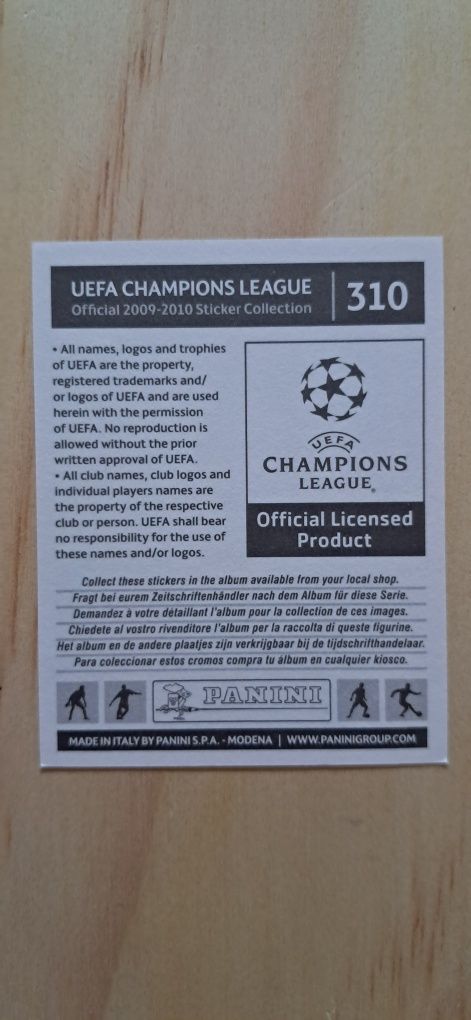 UEFA CHAMPIONS LEAGUE
Official 2009-2010 Sticker Collection
310
• All names, logos and trophies
of UEFA are the property,
registered trademarks and/
or logos of UEFA and are used
herein with the permission
of UEFA. No reproduction is
allowed without the prior
written approval of UEFA.
• All club names, club logos and
individual players names are
the property of the respective
club or person. UEFA shall bear
no responsibility for the use of
these names and/or logos.
UEFA
CHAMPIONS
LEAGUE®
Official Licensed
Product
Collect these stickers in the album available from your local shop.
Fragt bei eurem Zeitschriftenhändler nach dem Album für diese Serie.
Demandez à votre détaillant l'album pour la collection de ces images.
Chiedete al vostro rivenditore l'album per la raccolta di queste figurine.
Het album en de andere plaatjes zijn verkrijgbaar bij de tijdschrifthandelaar.
Para coleccionar estos cromos compra tu álbum en cualquier kiosco.
PANINI
MADE IN ITALY BY PANINI S.P.A. - MODENA | WWW.PANINIGROUP.COM